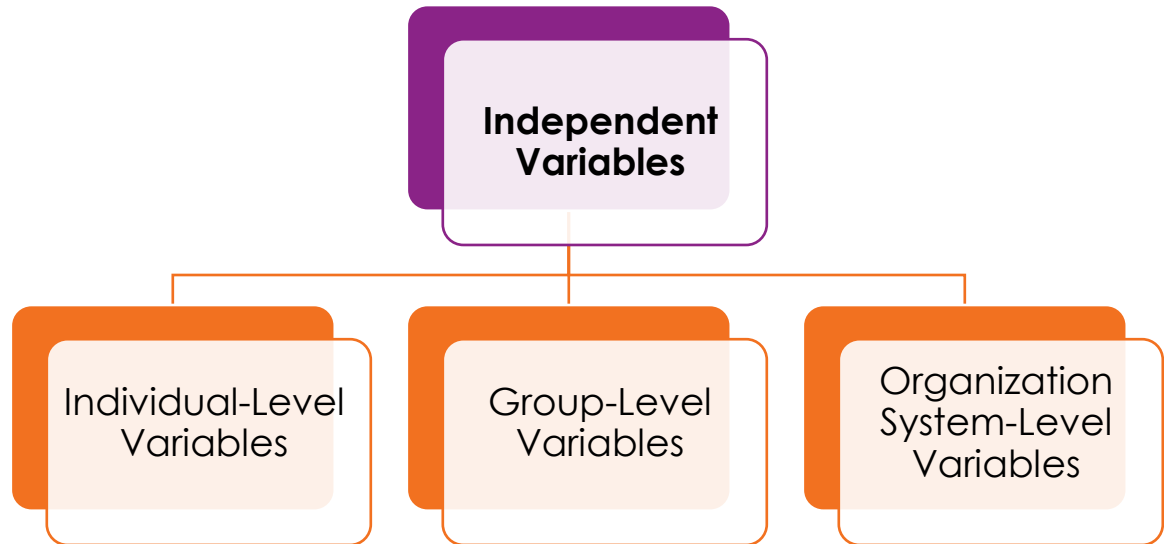 Independent
Variables
Individual-Level
Variables
Group-Level
Variables
Organization
System-Level
Variables